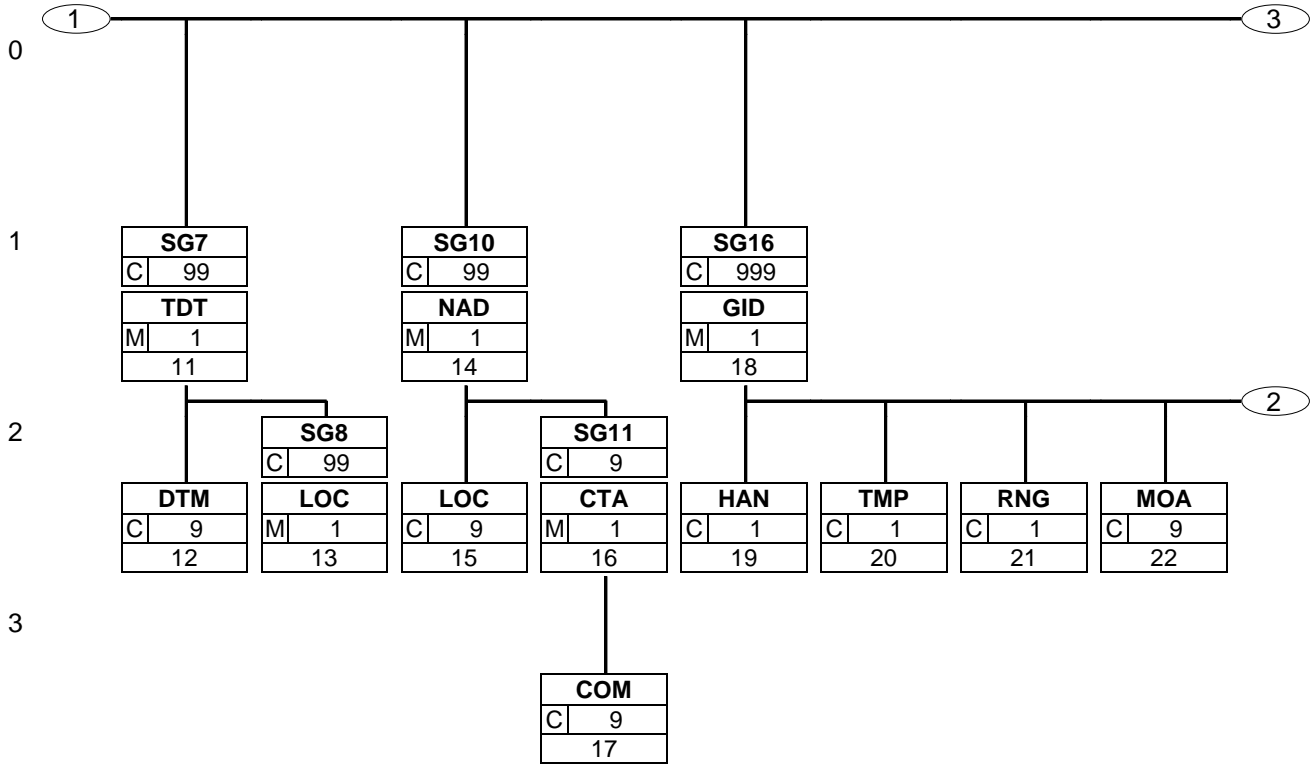 1 3
0
1
SG7 SG10 SG16
C 99 C 99 C 999
TDT NAD GID
M 1 M 1 M 1
11 14 18
2
2
SG8 SG11
C 99 C 9
DTM LOC LOC CTA HAN TMP RNG MOA
C 9 M 1 C 9 M 1 C 1 C 1 C 1 C 9
12 13 15 16 19 20 21 22
3
COM
C 9
17